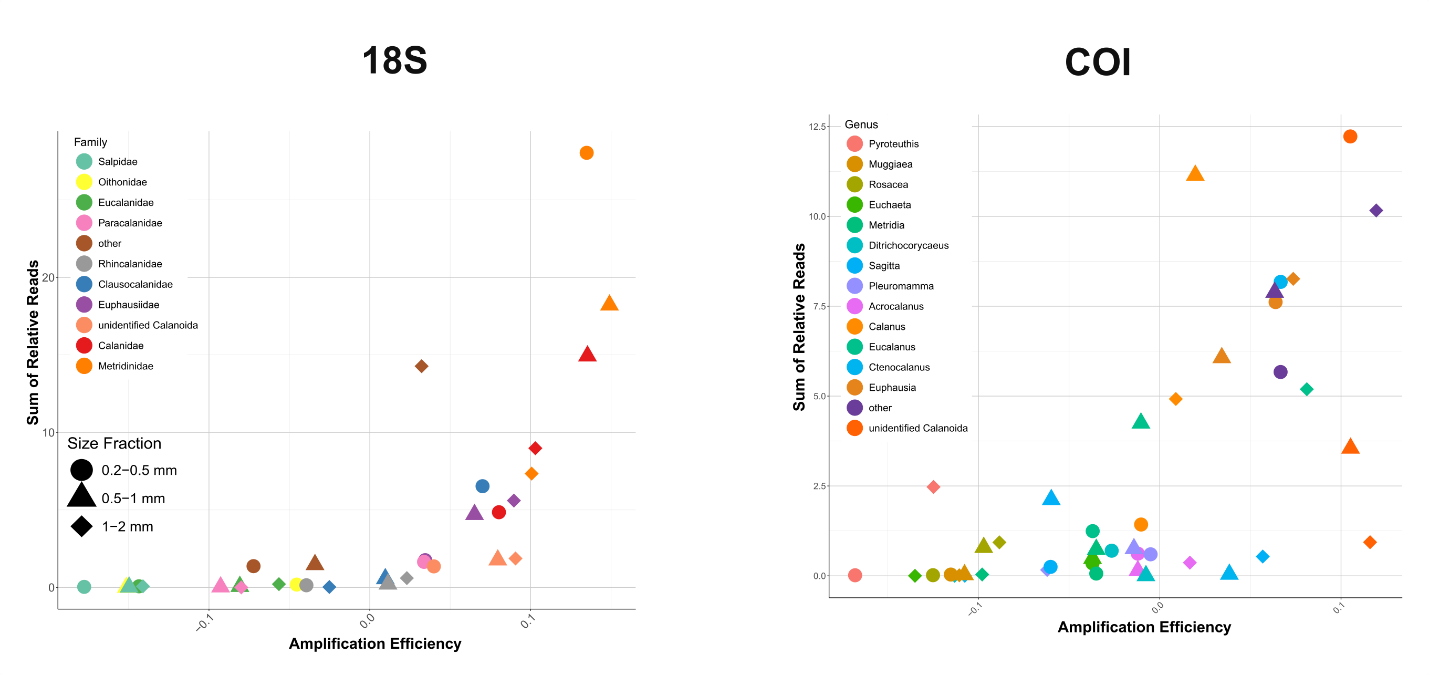 18S
Family
Salpidae
Oithonidae
Eucalanidae
Paracalanidae
other
Rhincalanidae
Clausocalanidae
Euphausiidae
unidentified Calanoida
Calanidae
Metridinidae
Size Fraction
0.2−0.5 mm
0.5−1 mm
1−2 mm
Sum of Relative Reads
20
10
0
−0.1
0.0
0.1
Amplification Efficiency
COI
Genus
Pyroteuthis
Muggiaea
Rosacea
Euchaeta
Metridia
Ditrichocorycaeus
Sagitta
Pleuromamma
Acrocalanus
Calanus
Eucalanus
Ctenocalanus
Euphausia
other
unidentified Calanoida
Sum of Relative Reads
12.5
10.0
7.5
5.0
2.5
0.0
−0.1
0.0
0.1
Amplification Efficiency